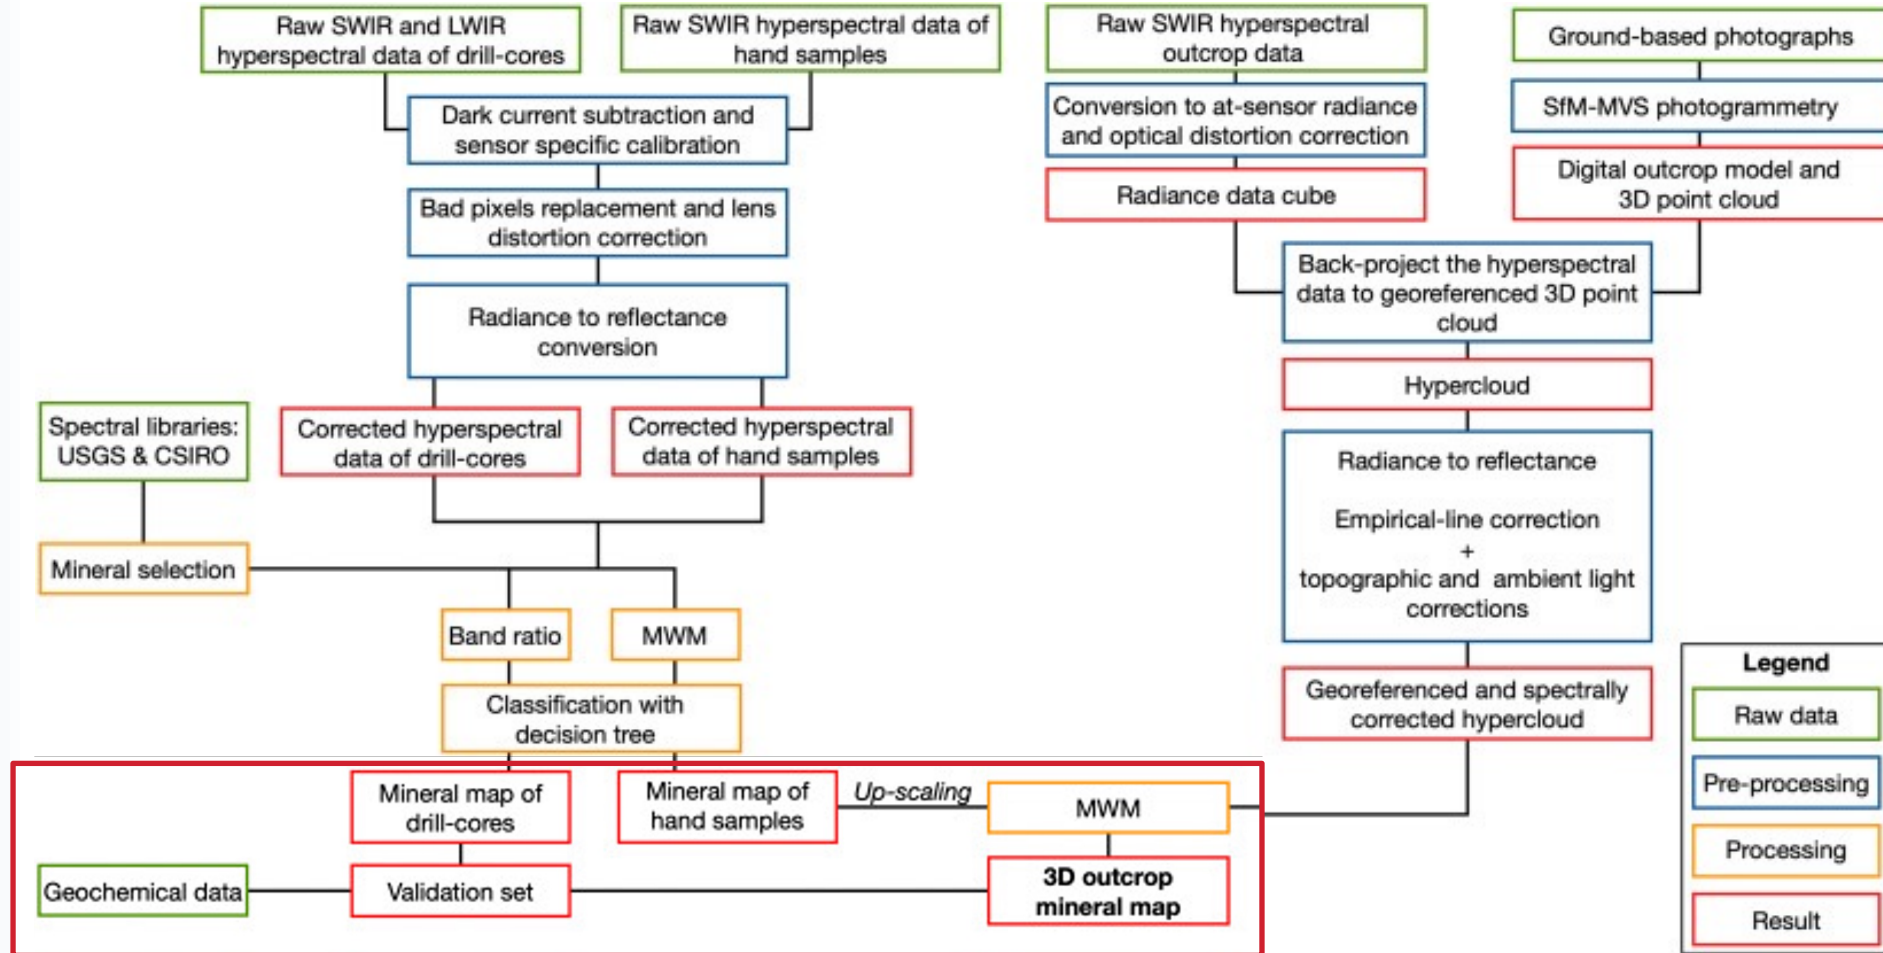 Raw SWIR and LWIR
hyperspectral data of drill-cores
Raw SWIR hyperspectral data of
hand samples
Raw SWIR hyperspectral
outcrop data
Ground-based photographs
Dark current subtraction and
sensor specific calibration
Conversion to at-sensor radiance
and optical distortion correction
SfM-MVS photogrammetry
Bad pixels replacement and lens
distortion correction
Radiance data cube
Digital outcrop model and
3D point cloud
Radiance to reflectance
conversion
Back-project the hyperspectral
data to georeferenced 3D point
cloud
Hypercloud
Spectral libraries:
USGS & CSIRO
Corrected hyperspectral
data of drill-cores
Corrected hyperspectral
data of hand samples
Radiance to reflectance
Empirical-line correction
+
topographic and ambient light
corrections
Mineral selection
Band ratio
MWM
Classification with
decision tree
Georeferenced and spectrally
corrected hypercloud
Mineral map of
drill-cores
Mineral map of
hand samples
Up-scaling
MWM
Geochemical data
Validation set
3D outcrop
mineral map
Legend
Raw data
Pre-processing
Processing
Result